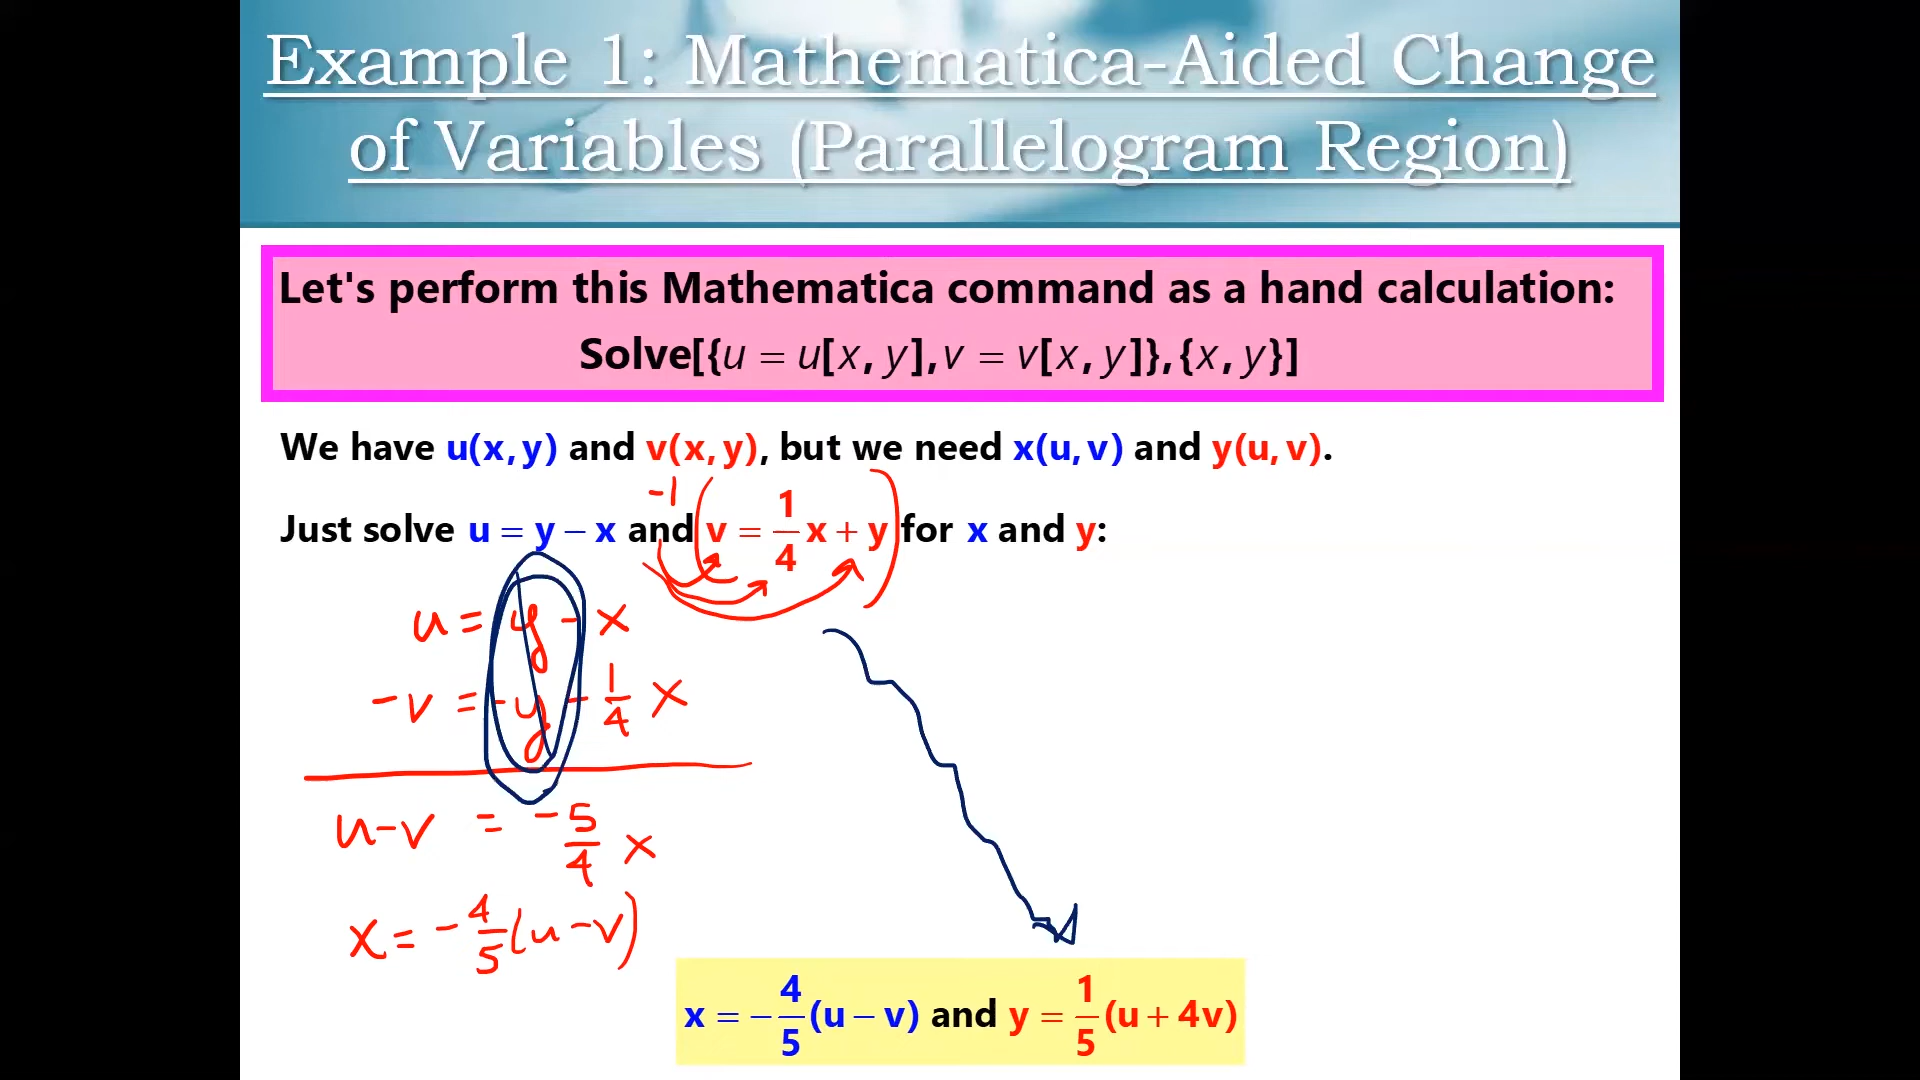 Example 1: Mathematica-Aided Change
of Variables (Parallelogram Region)
Let's perform this Mathematica command as a hand calculation:
Solve[{u = u[x, y], v = v[x, y]}, {x, y}]
We have u(x, y) and v(x, y), but we need x(u, v) and y(u, v).
-1
Just solve u = y − x and (v = 1/4 x + y) for x and y:
u = y - x
-v = -y - 1/4 x
u-v = -5/4 x
x = -4/5 (u-v)
x = −4/5 (u − v) and y = 1/5 (u + 4v)